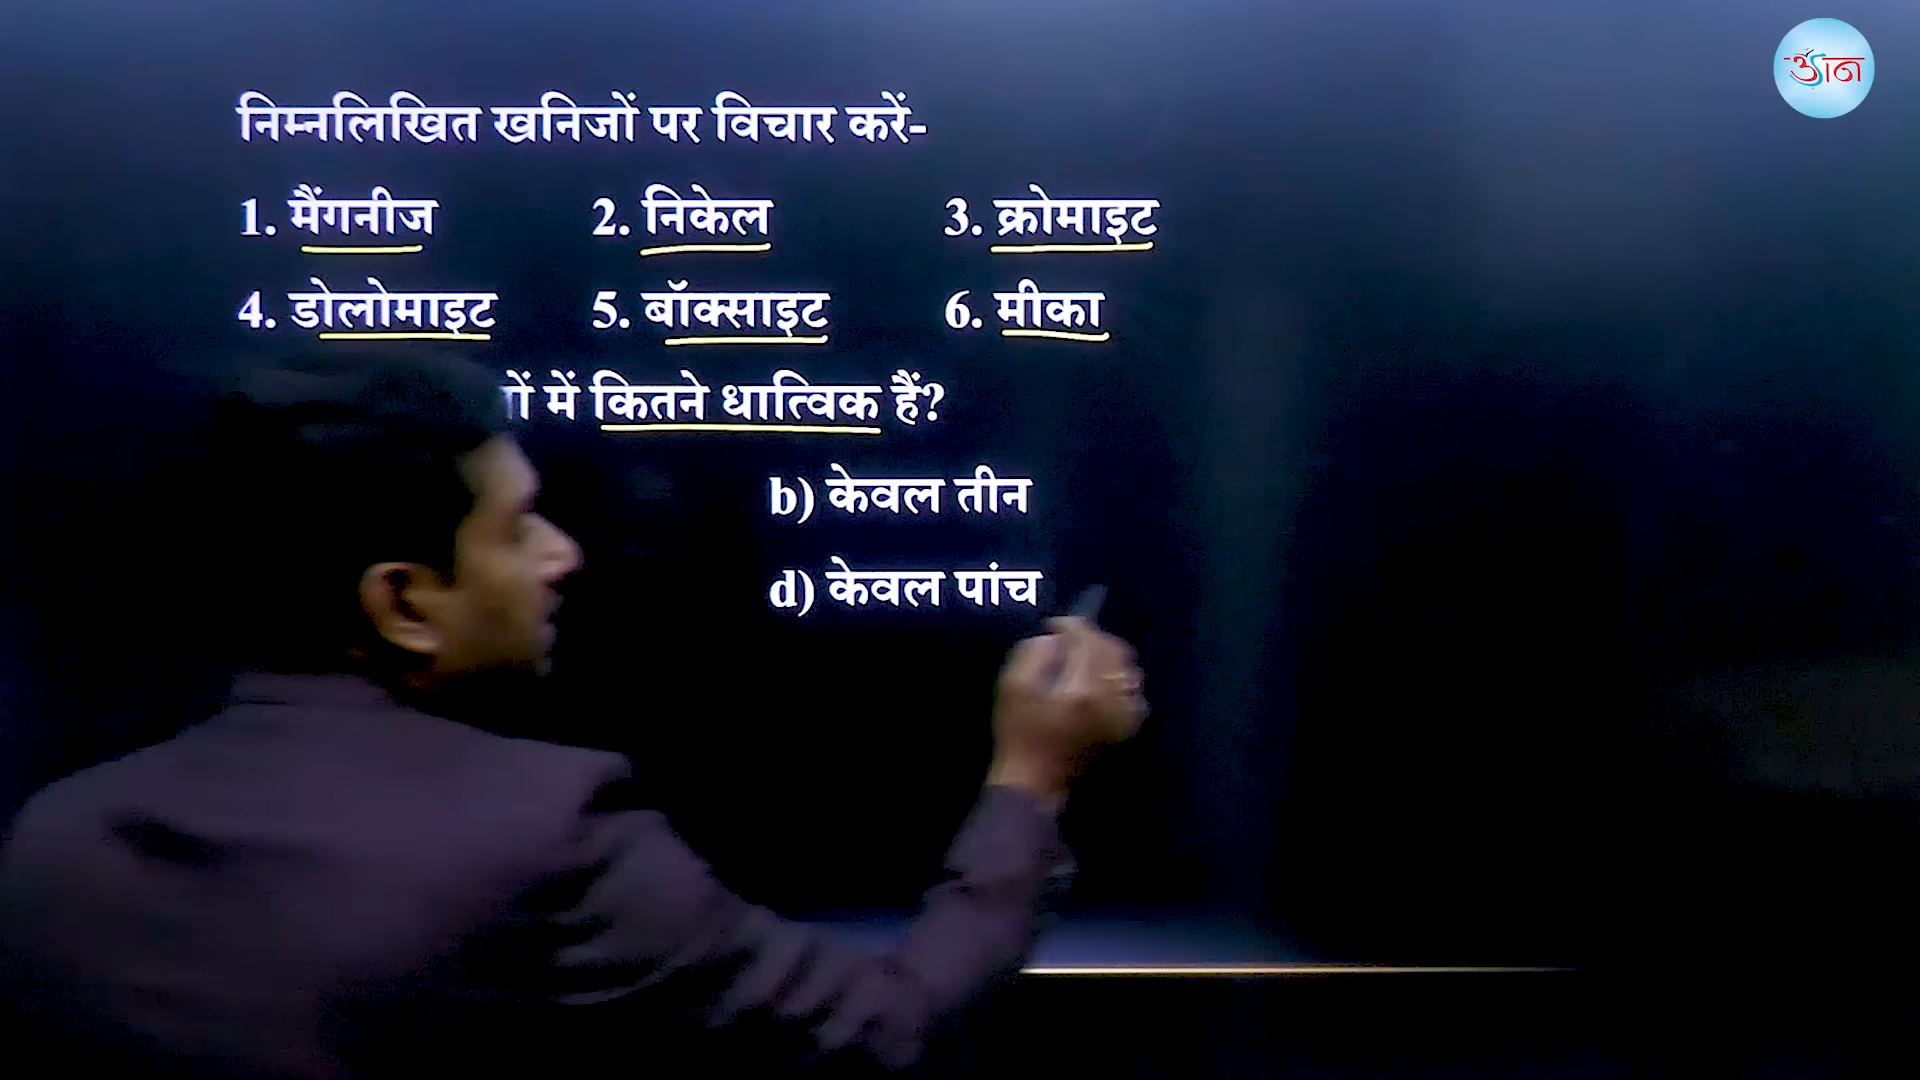 ज्ञान
निम्नलिखित खनिजों पर विचार करें-
1. मैंगनीज 2. निकेल 3. क्रोमाइट
4. डोलोमाइट 5. बॉक्साइट 6. मीका
में कितने धात्विक हैं?
b) केवल तीन
d) केवल पांच